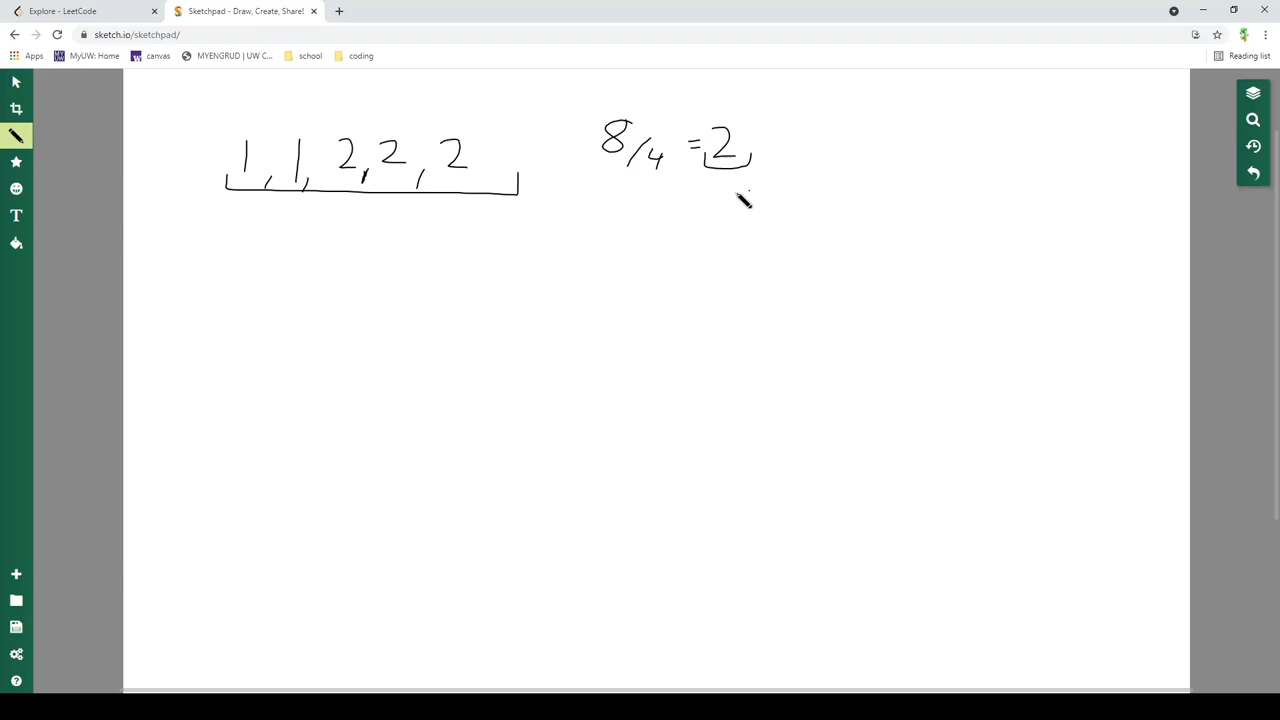 Explore - LeetCode
Sketchpad - Draw, Create, Share!
sketch.io/sketchpad/
Apps
MyUW: Home
canvas
MYENGRUD | UW C...
school
coding
Reading list
1, 1, 2, 2, 2
8/4 = 2